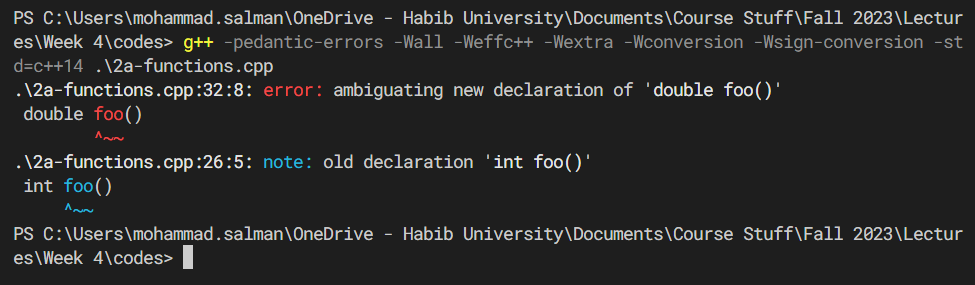 PS C:\Users\mohammad.salman\OneDrive - Habib University\Documents\Course Stuff\Fall 2023\Lectur
es\Week 4\codes> g++ -pedantic-errors -Wall -Weffc++ -Wextra -Wconversion -Wsign-conversion -st
d=c++14 .\2a-functions.cpp
.\2a-functions.cpp:32:8: error: ambiguating new declaration of 'double foo()'
 double foo()
        ^~~
.\2a-functions.cpp:26:5: note: old declaration 'int foo()'
 int foo()
     ^~~
PS C:\Users\mohammad.salman\OneDrive - Habib University\Documents\Course Stuff\Fall 2023\Lectur
es\Week 4\codes>